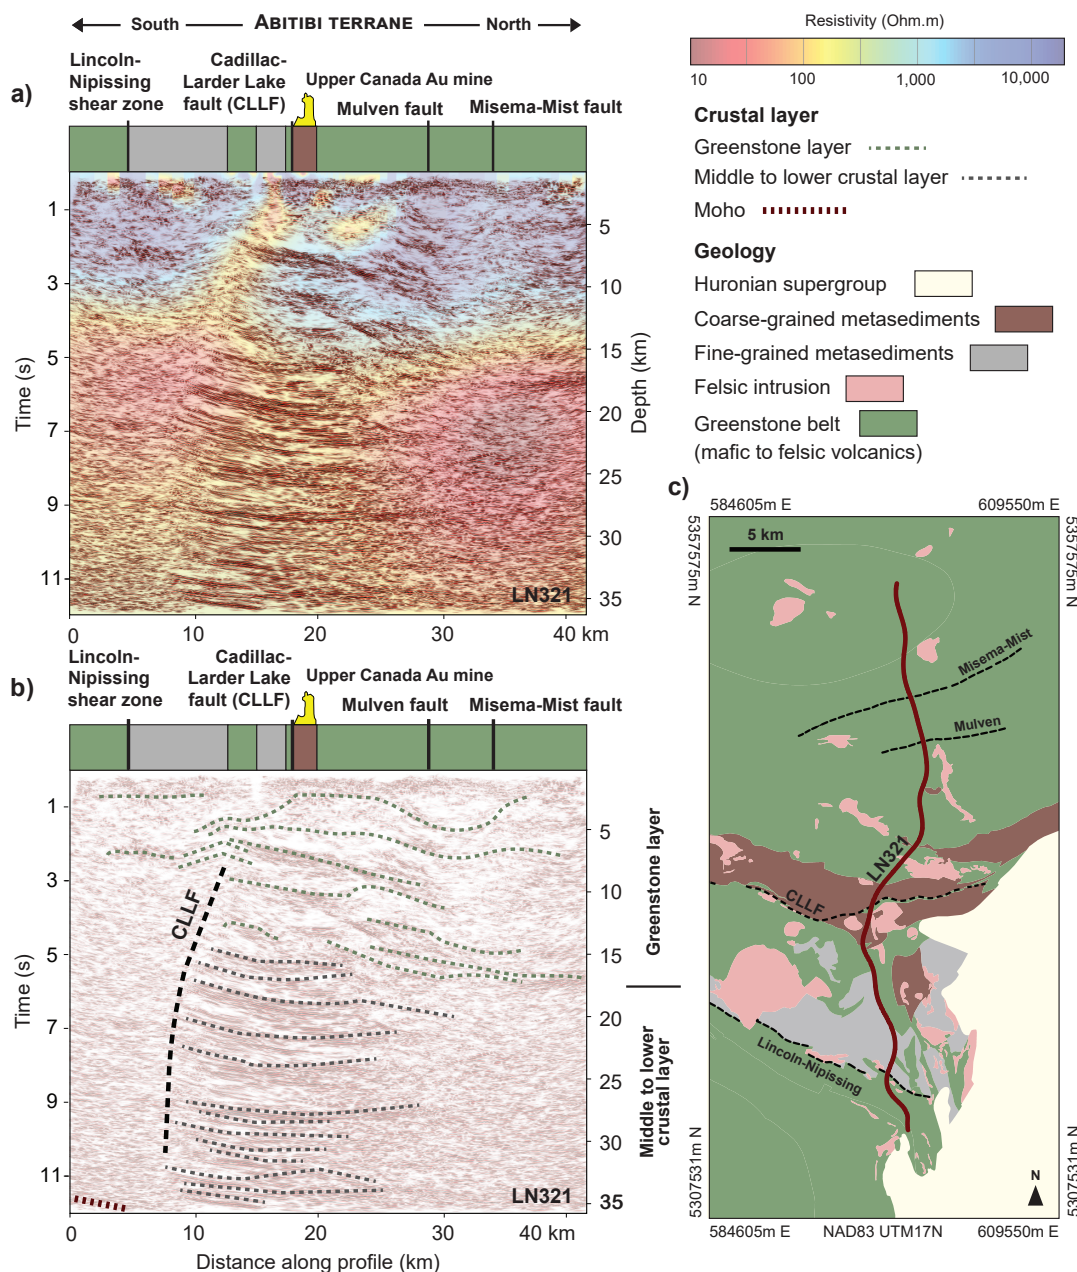 South ABITIBI TERRANE North
Lincoln-
Nipissing
shear zone
Cadillac-
Larder Lake
fault (CLLF)
Upper Canada Au mine
Mulven fault
Misema-Mist fault
a)
1
3
5
7
9
11
Time (s)
5
10
15
20
25
30
35
Depth (km)
LN321
0 10 20 30 40 km
Lincoln-
Nipissing
shear zone
Cadillac-
Larder Lake
fault (CLLF)
Upper Canada Au mine
Mulven fault
Misema-Mist fault
b)
1
3
5
7
9
11
Time (s)
5
10
15
20
25
30
35
CLLF
LN321
Greenstone layer
Middle to lower
crustal layer
0 10 20 30 40 km
Distance along profile (km)
Resistivity (Ohm.m)
10 100 1,000 10,000
Crustal layer
Greenstone layer
Middle to lower crustal layer
Moho
Geology
Huronian supergroup
Coarse-grained metasediments
Fine-grained metasediments
Felsic intrusion
Greenstone belt
(mafic to felsic volcanics)
c)
584605m E 609550m E
5357575m N
5357575m N
5 km
Misema-Mist
Mulven
LN321
CLLF
Lincoln-Nipissing
N
5307531m N
5307531m N
584605m E NAD83 UTM17N 609550m E